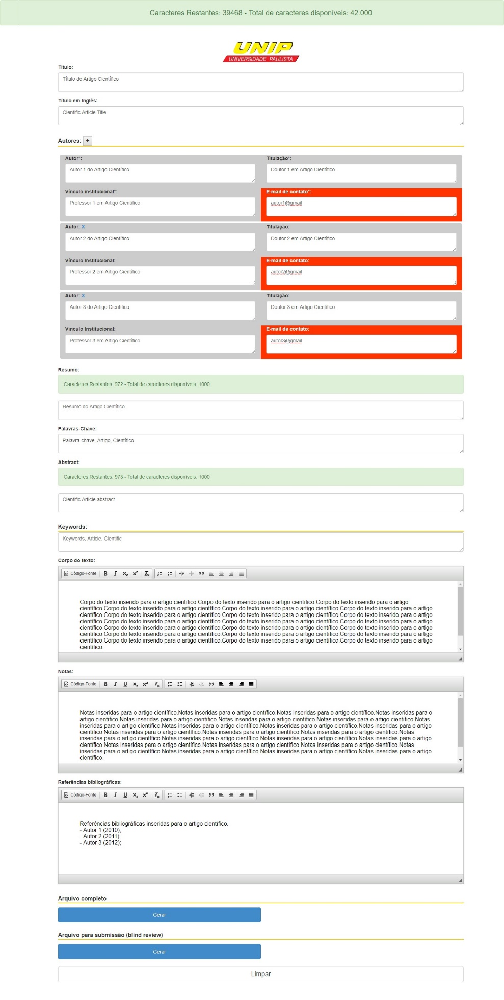 Caracteres Restantes: 39468 - Total de caracteres disponíveis: 42.000
UNIP
UNIVERSIDADE PAULISTA
Título:
Título do Artigo Científico
Título em Inglês:
Cientific Article Title
Autores: +
Autor*: Titulação*:
Autor 1 do Artigo Científico Doutor 1 em Artigo Científico
Vínculo institucional*: E-mail de contato*:
Professor 1 em Artigo Científico autor1@gmail
Autor: X Titulação:
Autor 2 do Artigo Científico Doutor 2 em Artigo Científico
Vínculo Institucional: E-mail de contato:
Professor 2 em Artigo Científico autor2@gmail
Autor: X Titulação:
Autor 3 do Artigo Científico Doutor 3 em Artigo Científico
Vínculo Institucional: E-mail de contato:
Professor 3 em Artigo Científico autor3@gmail
Resumo:
Caracteres Restantes: 972 - Total de caracteres disponíveis: 1000
Resumo do Artigo Científico.
Palavras-Chave:
Palavra-chave, Artigo, Científico
Abstract:
Caracteres Restantes: 973 - Total de caracteres disponíveis: 1000
Cientific Article abstract.
Keywords:
Keywords, Article, Cientific
Corpo do texto:
Código-Fonte B I x x² Tx
Corpo do texto inserido para o artigo científico.Corpo do texto inserido para o artigo científico.Corpo do texto inserido para o artigo
científico.Corpo do texto inserido para o artigo científico.Corpo do texto inserido para o artigo científico.Corpo do texto inserido para o artigo
científico.Corpo do texto inserido para o artigo científico.Corpo do texto inserido para o artigo científico.Corpo do texto inserido para o artigo
científico.Corpo do texto inserido para o artigo científico.Corpo do texto inserido para o artigo científico.Corpo do texto inserido para o artigo
científico.Corpo do texto inserido para o artigo científico.Corpo do texto inserido para o artigo científico.Corpo do texto inserido para o artigo
científico.Corpo do texto inserido para o artigo científico.Corpo do texto inserido para o artigo científico.Corpo do texto inserido para o artigo
científico.Corpo do texto inserido para o artigo científico.Corpo do texto inserido para o artigo científico.Corpo do texto inserido para o artigo
científico.
Notas:
Código-Fonte B I U x₂ x² Tx
Notas inseridas para o artigo científico.Notas inseridas para o artigo científico.Notas inseridas para o artigo científico.Notas inseridas para o
artigo científico.Notas inseridas para o artigo científico.Notas inseridas para o artigo científico.Notas inseridas para o artigo científico.Notas
inseridas para o artigo científico.Notas inseridas para o artigo científico.Notas inseridas para o artigo científico.Notas inseridas para o artigo
científico.Notas inseridas para o artigo científico.Notas inseridas para o artigo científico.Notas inseridas para o artigo científico.Notas
inseridas para o artigo científico.Notas inseridas para o artigo científico.Notas inseridas para o artigo científico.Notas inseridas para o artigo
científico.Notas inseridas para o artigo científico.Notas inseridas para o artigo científico.Notas inseridas para o artigo científico.Notas
inseridas para o artigo científico.Notas inseridas para o artigo científico.Notas inseridas para o artigo científico.Notas inseridas para o artigo
científico.
Referências bibliográficas:
Código-Fonte B I U x₂ x² Tx
Referências bibliográficas inseridas para o artigo científico.
- Autor 1 (2010);
- Autor 2 (2011);
- Autor 3 (2012);
Arquivo completo
Gerar
Arquivo para submissão (blind review)
Gerar
Limpar